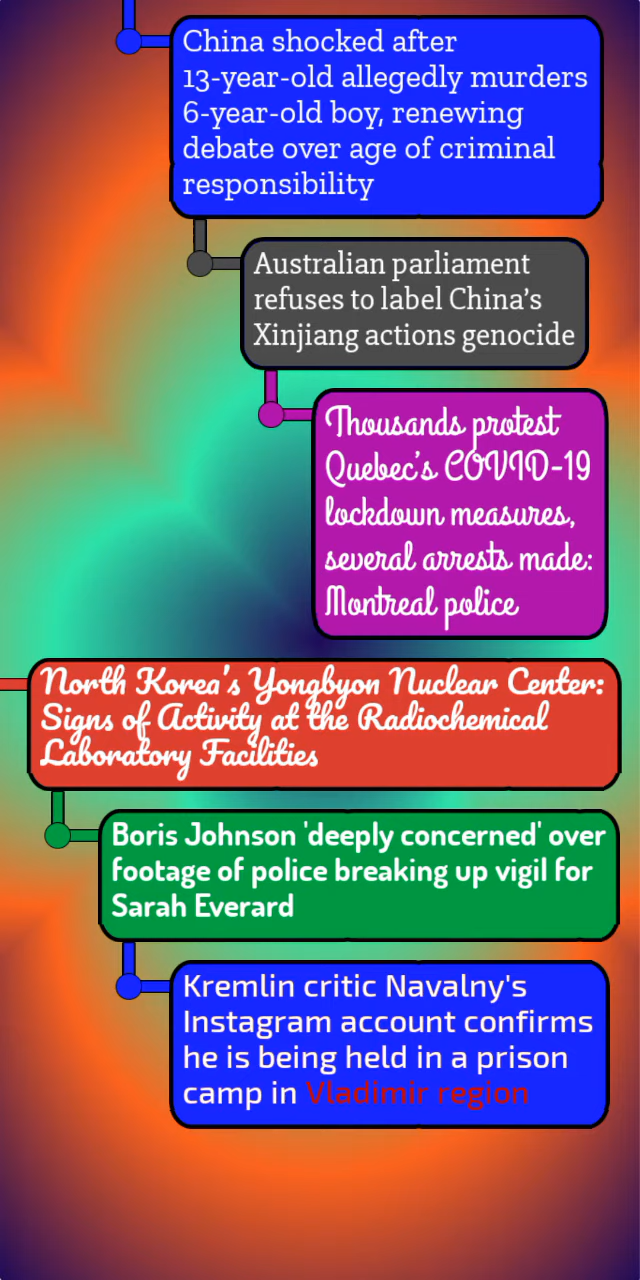 China shocked after
13-year-old allegedly murders
6-year-old boy, renewing
debate over age of criminal
responsibility
Australian parliament
refuses to label China’s
Xinjiang actions genocide
Thousands protest
Quebec’s COVID-19
lockdown measures,
several arrests made:
Montreal police
North Korea’s Yongbyon Nuclear Center:
Signs of Activity at the Radiochemical
Laboratory Facilities
Boris Johnson 'deeply concerned' over
footage of police breaking up vigil for
Sarah Everard
Kremlin critic Navalny's
Instagram account confirms
he is being held in a prison
camp in Vladimir region